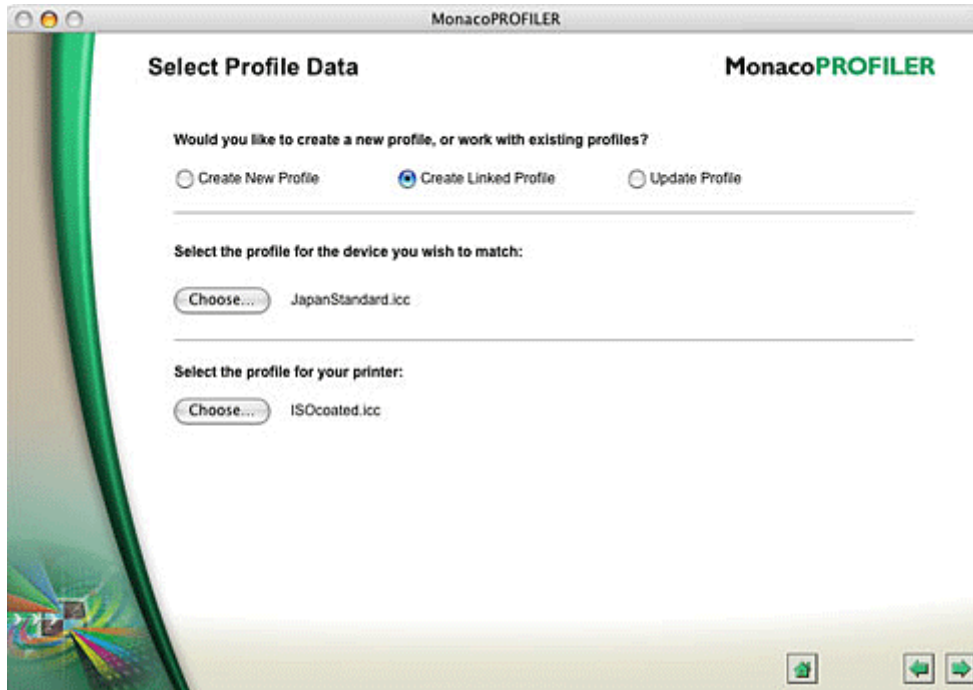 MonacoPROFILER
Select Profile Data
MonacoPROFILER
Would you like to create a new profile, or work with existing profiles?
Create New Profile Create Linked Profile Update Profile
Select the profile for the device you wish to match:
Choose... JapanStandard.icc
Select the profile for your printer:
Choose... ISOcoated.icc